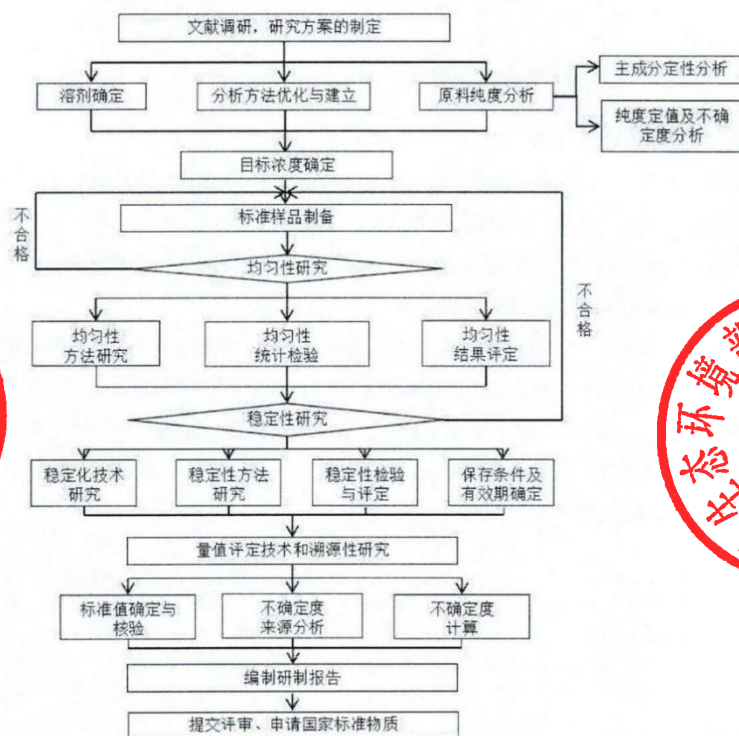 文献调研，研究方案的制定
溶剂确定
分析方法优化与建立
原料纯度分析
主成分定性分析
纯度定值及不确
定度分析
目标浓度确定
不
合
格
标准样品制备
均匀性研究
不
合
格
均匀性
方法研究
均匀性
统计检验
均匀性
结果评定
稳定性研究
稳定化技术
研究
稳定性方法
研究
稳定性检验
与评定
保存条件及
有效期确定
量值评定技术和溯源性研究
标准值确定与
核验
不确定度
来源分析
不确定度
计算
编制研制报告
提交评审、申请国家标准物质
态环境